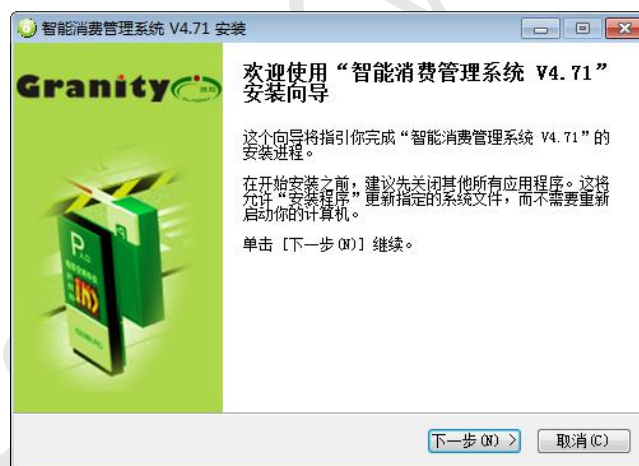 智能消费管理系统 V4.71 安装
Granity
欢迎使用“智能消费管理系统 V4.71”
安装向导
这个向导将指引你完成“智能消费管理系统 V4.71”的
安装进程。
在开始安装之前，建议先关闭其他所有应用程序。这将
允许“安装程序”更新指定的系统文件，而不需要重新
启动你的计算机。
单击 [下一步(N)] 继续。
P入口
下一步(N) >
取消(C)